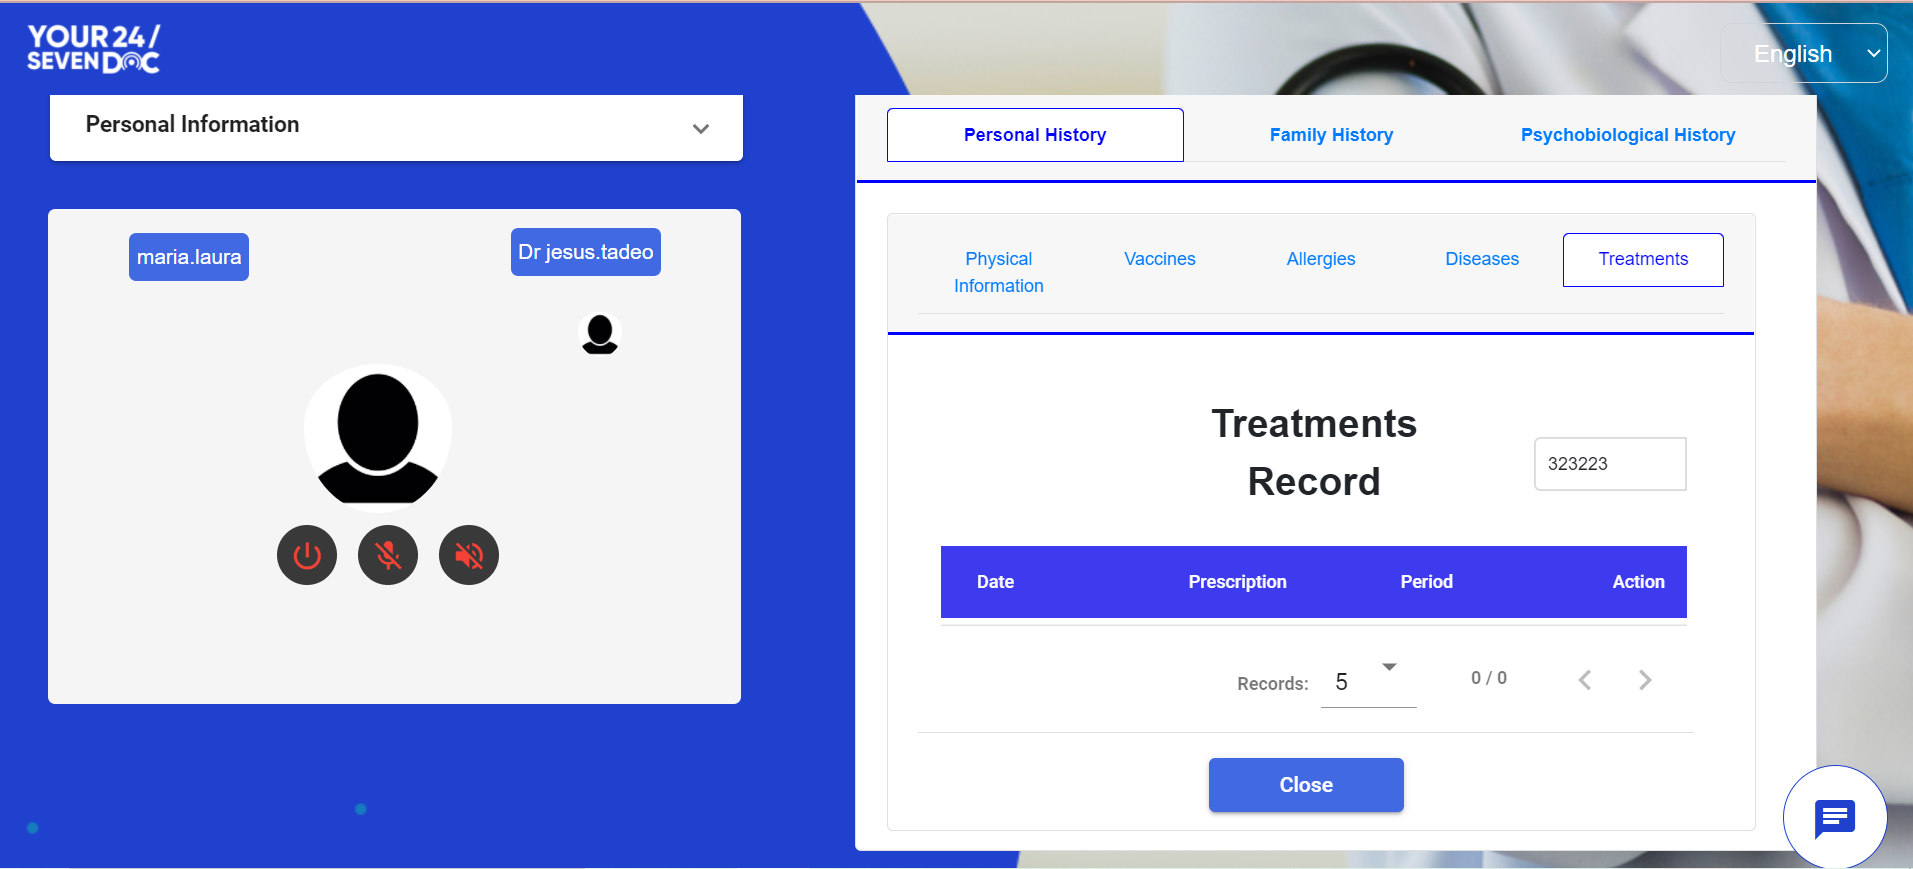 YOUR 24/
SEVEN DOC
English
Personal Information
maria.laura
Dr jesus.tadeo
Personal History
Family History
Psychobiological History
Physical
Information
Vaccines
Allergies
Diseases
Treatments
Treatments
Record
323223
Date
Prescription
Period
Action
Records:
5
0 / 0
Close